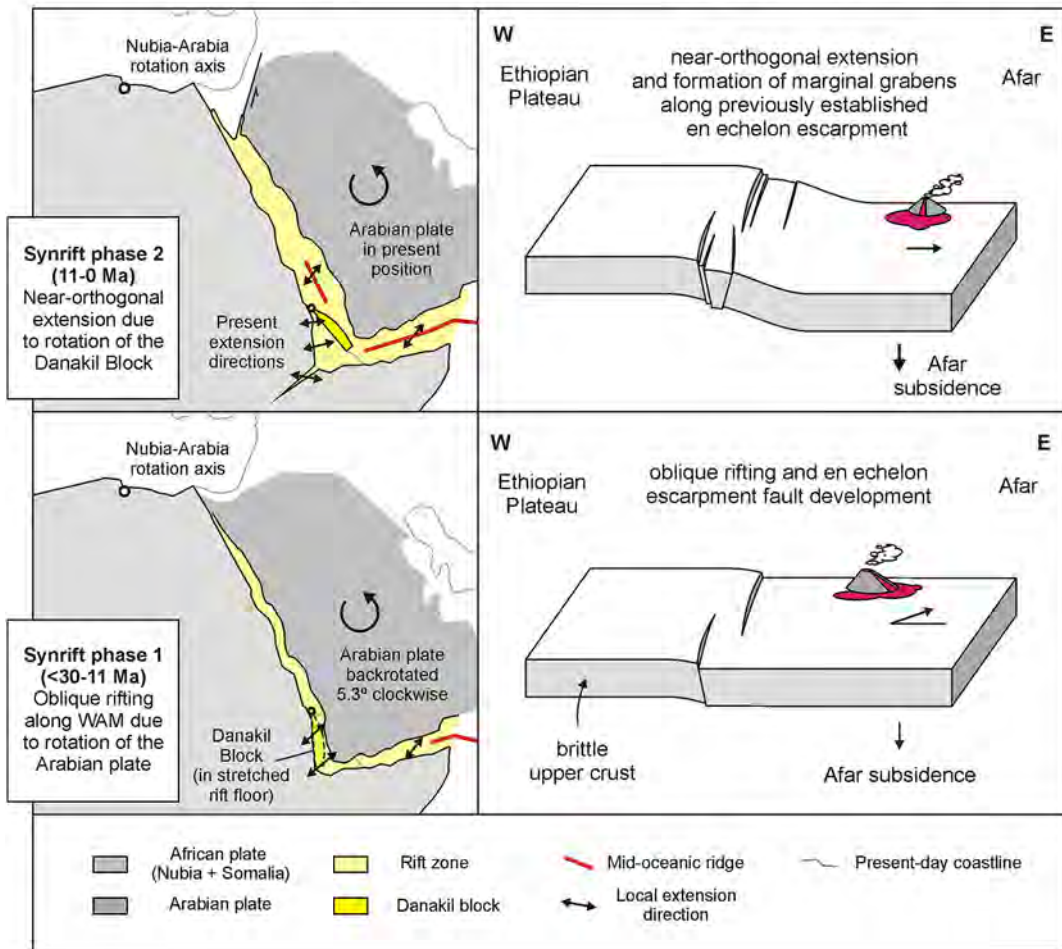 Nubia-Arabia
rotation axis
Arabian plate
in present
position
Synrift phase 2
(11-0 Ma)
Near-orthogonal
extension due
to rotation of the
Danakil Block
Present
extension
directions
W
E
Ethiopian
Plateau
near-orthogonal extension
and formation of marginal grabens
along previously established
en echelon escarpment
Afar
Afar
subsidence
Nubia-Arabia
rotation axis
Arabian plate
backrotated
5.3º clockwise
Synrift phase 1
(<30-11 Ma)
Oblique rifting
along WAM due
to rotation of the
Arabian plate
Danakil
Block
(in stretched
rift floor)
W
E
Ethiopian
Plateau
oblique rifting and en echelon
escarpment fault development
Afar
brittle
upper crust
Afar subsidence
African plate
(Nubia + Somalia)
Rift zone
Mid-oceanic ridge
Present-day coastline
Arabian plate
Danakil block
Local extension
direction